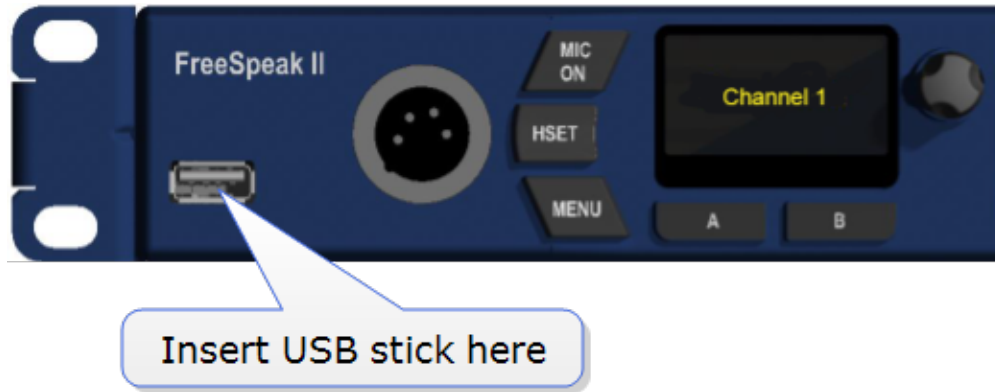 FreeSpeak II
MIC
ON
Channel 1
HSET
MENU
A
B
Insert USB stick here